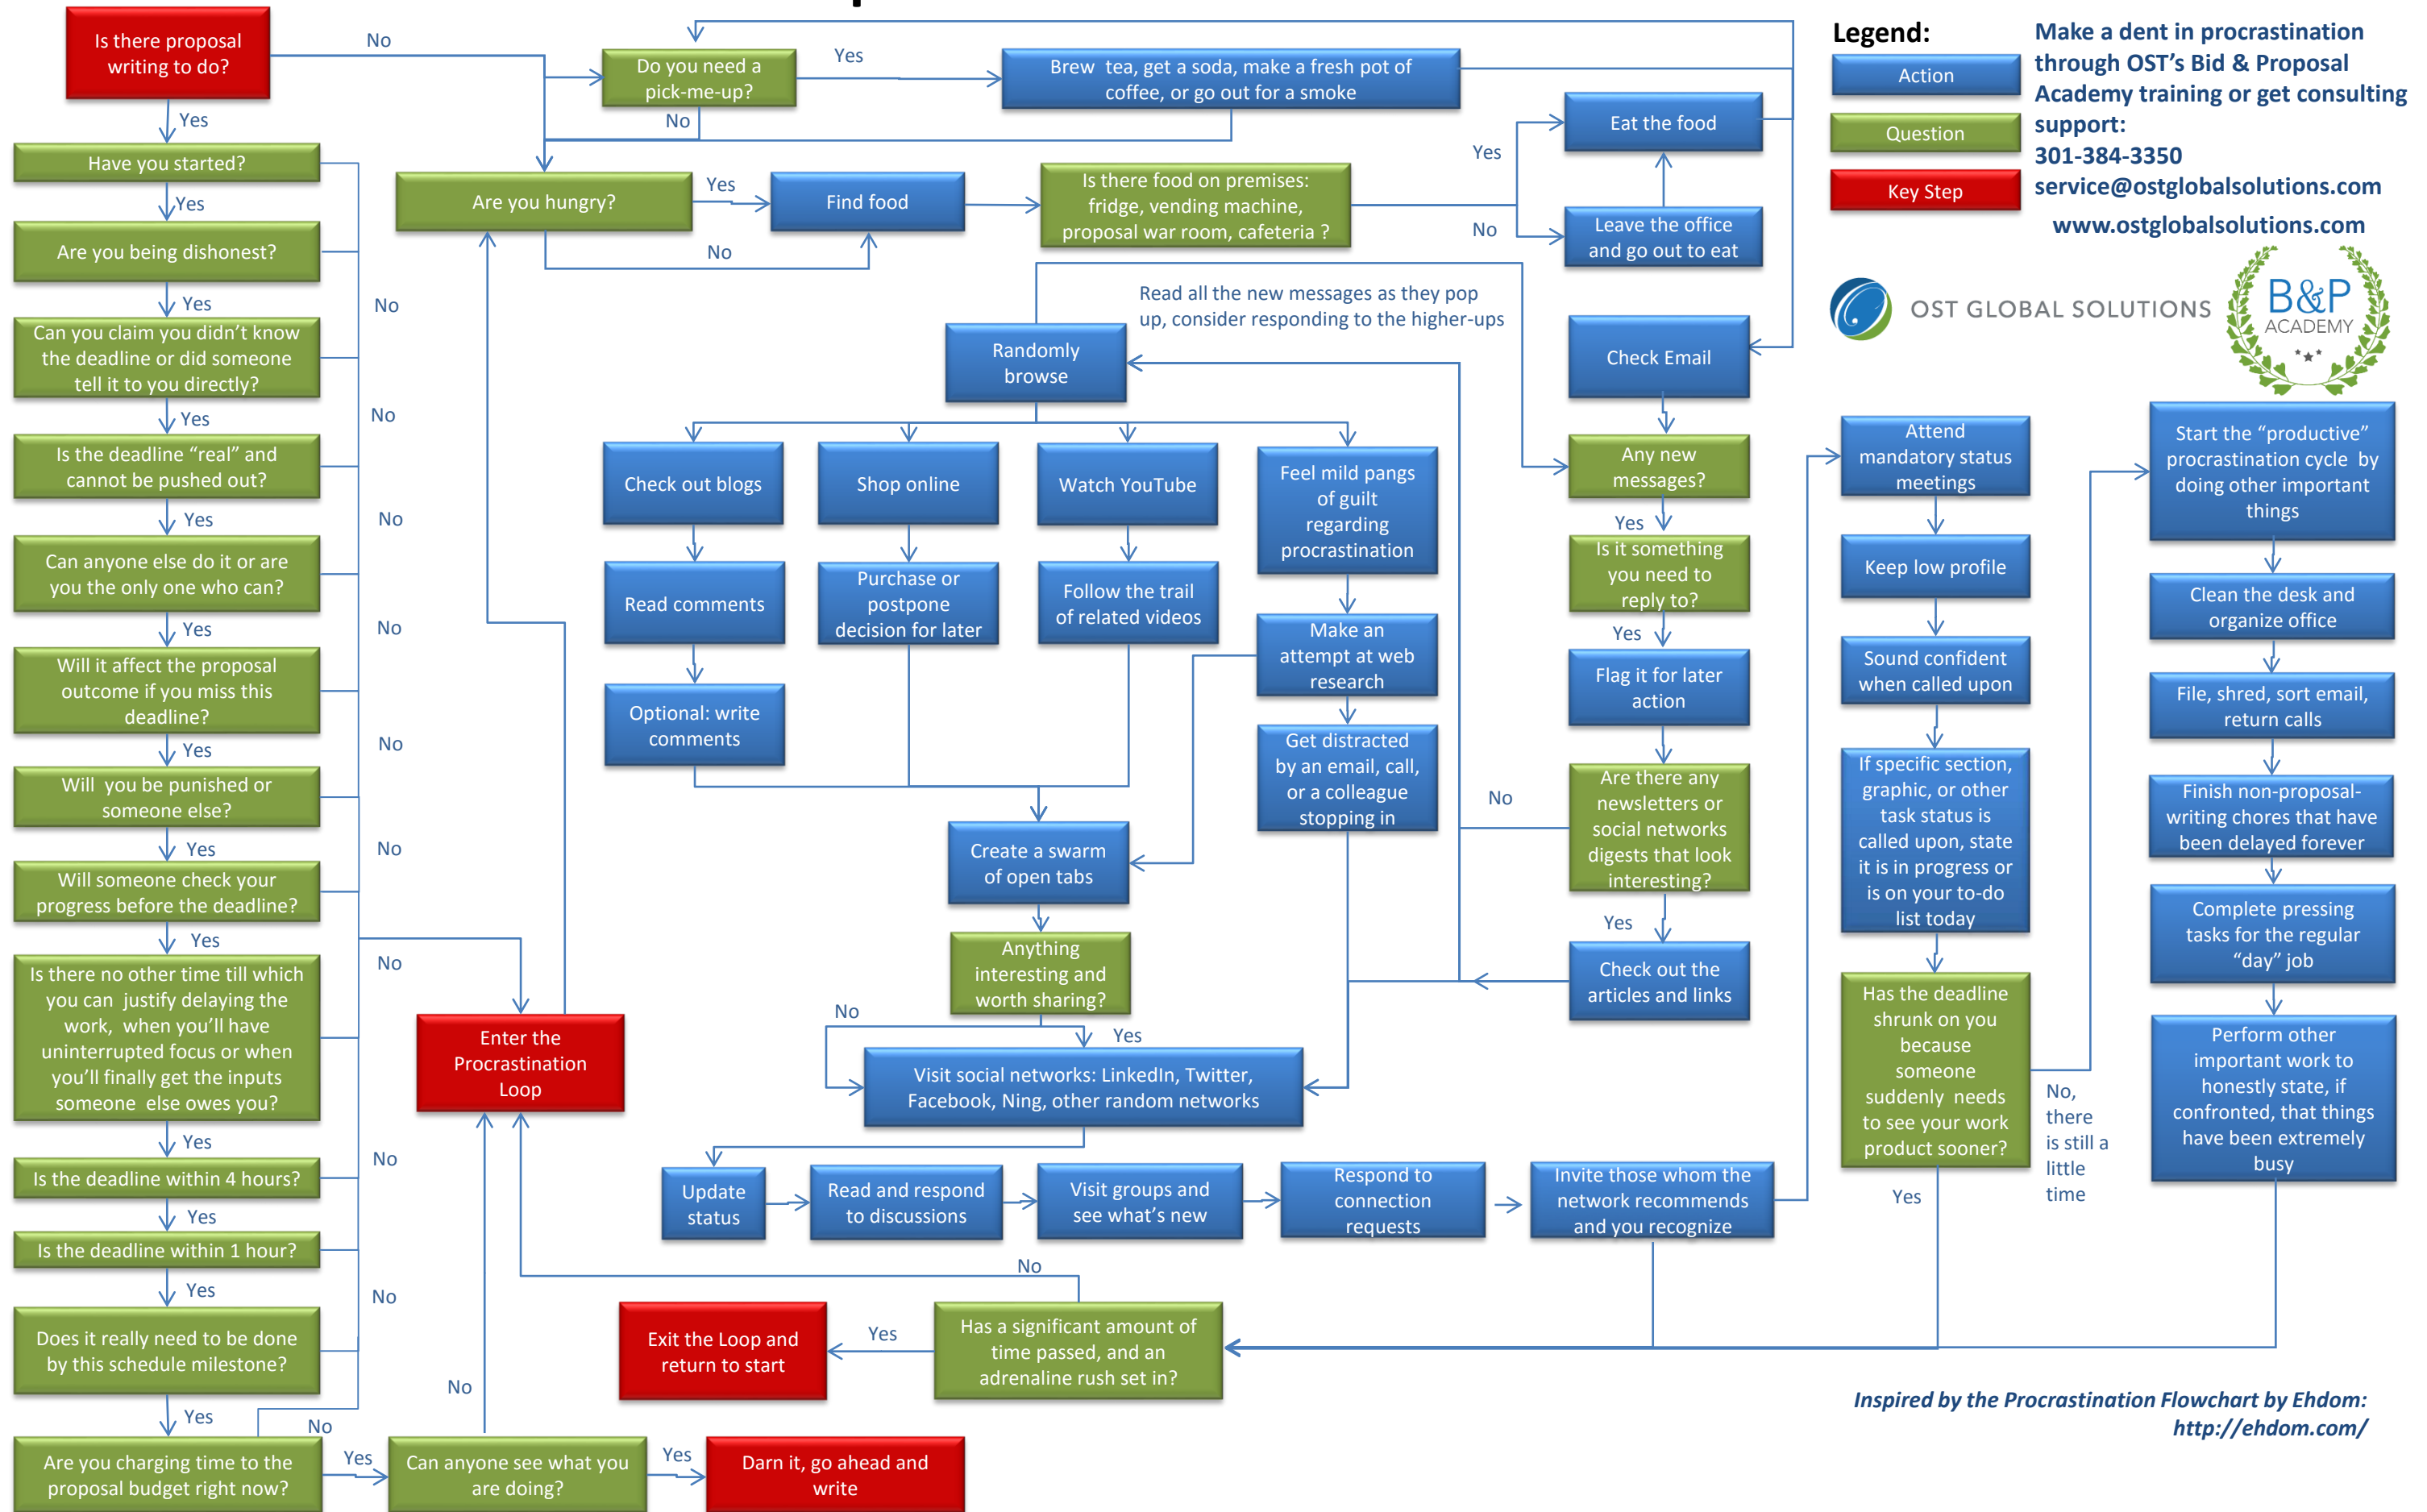 Is there proposal
writing to do?
No
Yes
Have you started?
Yes
Are you being dishonest?
Yes
No
Can you claim you didn't know
the deadline or did someone
tell it to you directly?
Yes
No
Is the deadline "real" and
cannot be pushed out?
Yes
No
Can anyone else do it or are
you the only one who can?
Yes
No
Will it affect the proposal
outcome if you miss this
deadline?
Yes
No
Will you be punished or
someone else?
Yes
No
Will someone check your
progress before the deadline?
Yes
No
Is there no other time till which
you can justify delaying the
work, when you'll have
uninterrupted focus or when
you'll finally get the inputs
someone else owes you?
Yes
No
Is the deadline within 4 hours?
Yes
Is the deadline within 1 hour?
Yes
No
Does it really need to be done
by this schedule milestone?
Yes
No
Are you charging time to the
proposal budget right now?
Yes
Can anyone see what you
are doing?
No
Yes
Darn it, go ahead and
write
Enter the
Procrastination
Loop
Do you need a
pick-me-up?
Yes
No
Brew tea, get a soda, make a fresh pot of
coffee, or go out for a smoke
Are you hungry?
Yes
No
Find food
Is there food on premises:
fridge, vending machine,
proposal war room, cafeteria ?
Yes
No
Eat the food
Leave the office
and go out to eat
Read all the new messages as they pop
up, consider responding to the higher-ups
Randomly
browse
Check out blogs
Read comments
Optional: write
comments
Shop online
Purchase or
postpone
decision for later
Watch YouTube
Follow the trail
of related videos
Feel mild pangs
of guilt
regarding
procrastination
Make an
attempt at web
research
Get distracted
by an email, call,
or a colleague
stopping in
Create a swarm
of open tabs
Anything
interesting and
worth sharing?
No
Yes
Visit social networks: LinkedIn, Twitter,
Facebook, Ning, other random networks
Check Email
Any new
messages?
Yes
Is it something
you need to
reply to?
Yes
Flag it for later
action
Are there any
newsletters or
social networks
digests that look
interesting?
No
Yes
Check out the
articles and links
Update
status
Read and respond
to discussions
Visit groups and
see what's new
Respond to
connection
requests
Invite those whom the
network recommends
and you recognize
Attend
mandatory status
meetings
Keep low profile
Sound confident
when called upon
If specific section,
graphic, or other
task status is
called upon, state
it is in progress or
is on your to-do
list today
Has the deadline
shrunk on you
because
someone
suddenly needs
to see your work
product sooner?
Yes
No,
there
is still a
little
time
Start the "productive"
procrastination cycle by
doing other important
things
Clean the desk and
organize office
File, shred, sort email,
return calls
Finish non-proposal-
writing chores that have
been delayed forever
Complete pressing
tasks for the regular
"day" job
Perform other
important work to
honestly state, if
confronted, that things
have been extremely
busy
No
Has a significant amount of
time passed, and an
adrenaline rush set in?
Yes
Exit the Loop and
return to start
Legend:
Action
Question
Key Step
Make a dent in procrastination
through OST's Bid & Proposal
Academy training or get consulting
support:
301-384-3350
service@ostglobalsolutions.com
www.ostglobalsolutions.com
OST GLOBAL SOLUTIONS
B&P
ACADEMY
Inspired by the Procrastination Flowchart by Ehdom:
http://ehdom.com/